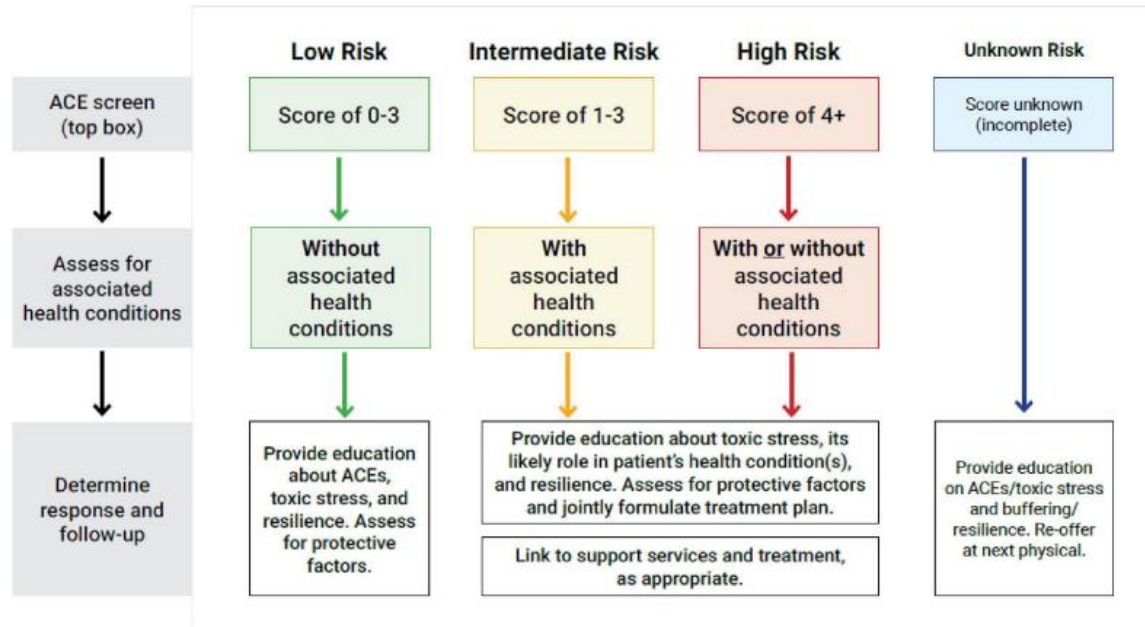 Low Risk
Intermediate Risk
High Risk
Unknown Risk
ACE screen
(top box)
Score of 0-3
Score of 1-3
Score of 4+
Score unknown
(incomplete)
Assess for
associated
health conditions
Without
associated
health
conditions
With
associated
health
conditions
With or without
associated
health
conditions
Determine
response and
follow-up
Provide education
about ACEs,
toxic stress, and
resilience. Assess
for protective
factors.
Provide education about toxic stress, its
likely role in patient's health condition(s),
and resilience. Assess for protective factors
and jointly formulate treatment plan.
Link to support services and treatment,
as appropriate.
Provide education
on ACEs/toxic stress
and buffering/
resilience. Re-offer
at next physical.